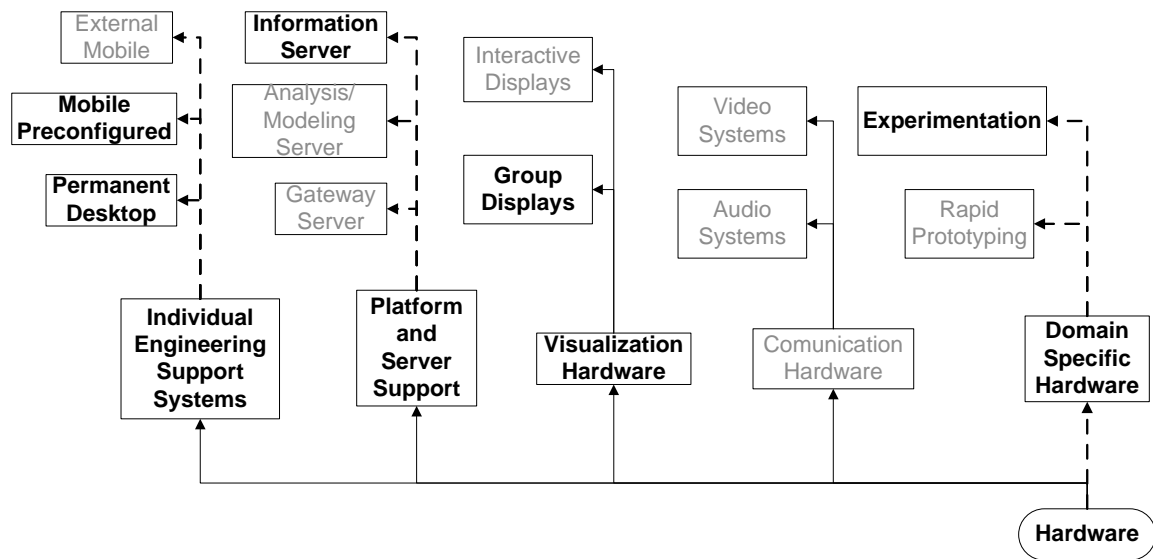 External
Mobile
Information
Server
Interactive
Displays
Mobile
Preconfigured
Analysis/
Modeling
Server
Video
Systems
Experimentation
Permanent
Desktop
Gateway
Server
Group
Displays
Audio
Systems
Rapid
Prototyping
Individual
Engineering
Support
Systems
Platform
and
Server
Support
Visualization
Hardware
Comunication
Hardware
Domain
Specific
Hardware
Hardware